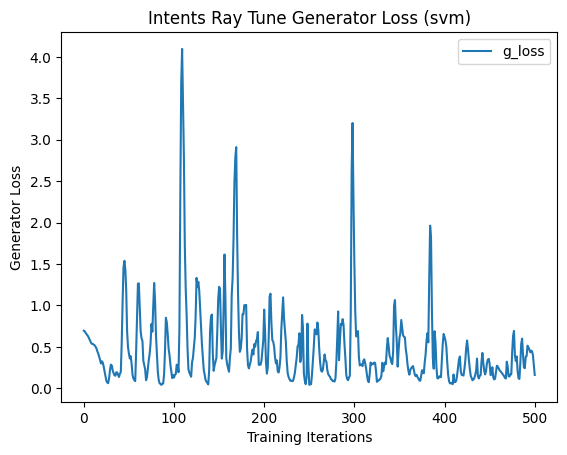 Intents Ray Tune Generator Loss (svm)
g_loss
4.0
3.5
3.0
2.5
2.0
1.5
1.0
0.5
0.0
Generator Loss
0 100 200 300 400 500
Training Iterations